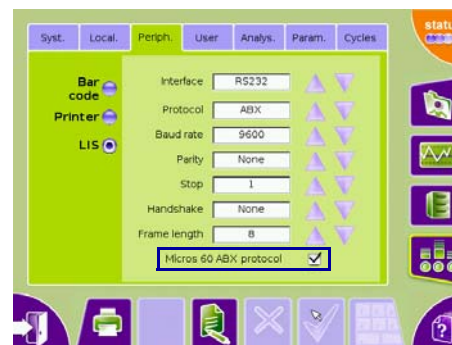 Syst. Local. Periph. User Analys. Param. Cycles
Bar code
Printer
LIS
Interface RS232
Protocol ABX
Baud rate 9600
Parity None
Stop 1
Handshake None
Frame length 8
Micros 60 ABX protocol